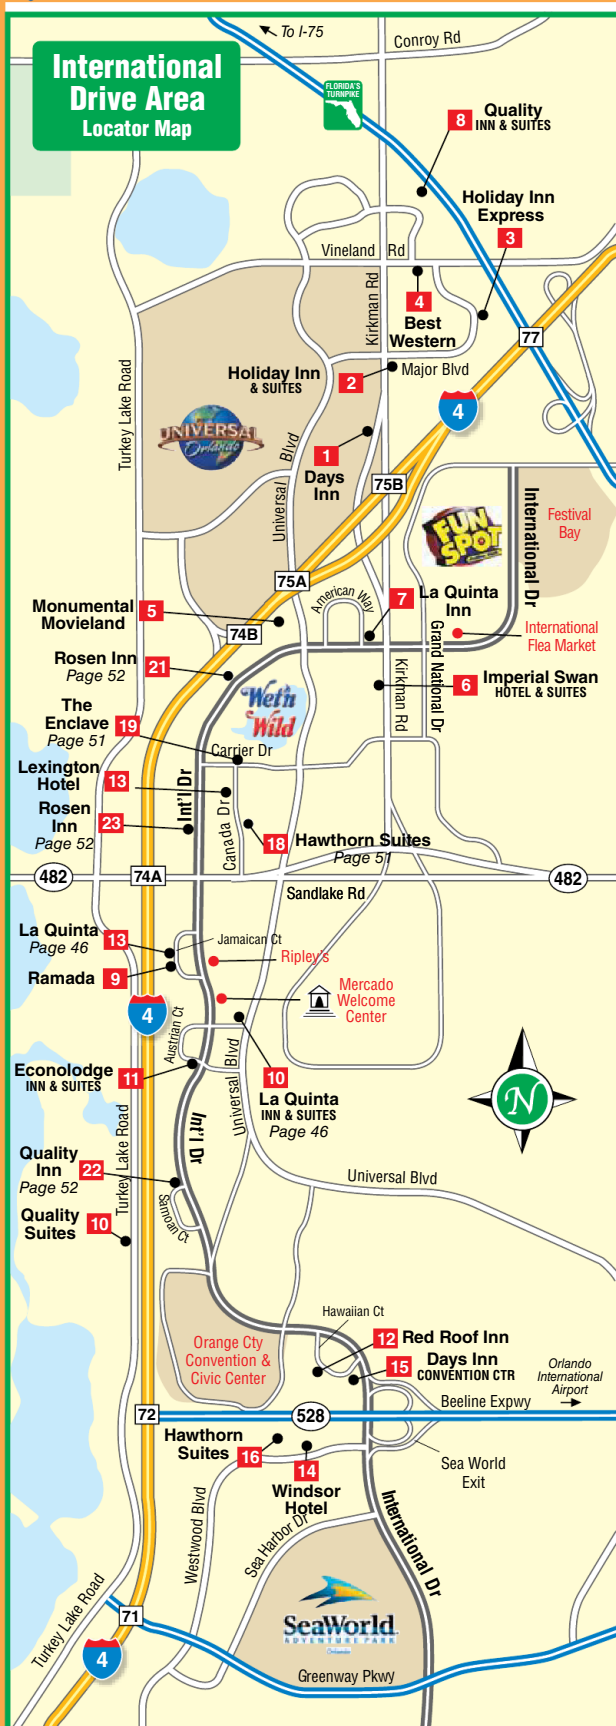 To I-75
Conroy Rd
International
Drive Area
Locator Map
FLORIDA'S
TURNPIKE
8
Quality
INN & SUITES
Holiday Inn
Express
3
Vineland Rd
Kirkman Rd
4
Best
Western
77
Holiday Inn
& SUITES
2
Major Blvd
Turkey Lake Road
4
UNIVERSAL
Orlando
Universal Blvd
1
Days
Inn
75B
FUN
SPOT
International Dr
Festival
Bay
75A
American Way
7
La Quinta
Inn
Monumental
Movieland
5
74B
International
Flea Market
Grand National Dr
Rosen Inn
Page 52
21
Kirkman Rd
6
Imperial Swan
HOTEL & SUITES
Wet'n
Wild
The
Enclave
Page 51
19
Carrier Dr
Lexington
Hotel
13
Int'l Dr
Canada Dr
Rosen
Inn
Page 52
23
18
Hawthorn Suites
Page 51
482
74A
482
Sandlake Rd
La Quinta
Page 46
13
Jamaican Ct
Ripley's
Ramada
9
Mercado
Welcome
Center
4
Austrian Ct
Universal Blvd
Econolodge
INN & SUITES
11
10
La Quinta
INN & SUITES
Page 46
N
Int'l Dr
Turkey Lake Road
Quality
Inn
Page 52
22
Universal Blvd
Samoan Ct
Quality
Suites
10
Hawaiian Ct
Orange Cty
Convention &
Civic Center
12
Red Roof Inn
15
Days Inn
CONVENTION CTR
Orlando
International
Airport
Beeline Expwy
72
528
Hawthorn
Suites
16
14
Windsor
Hotel
Sea World
Exit
Westwood Blvd
Sea Harbor Dr
International Dr
Turkey Lake Road
71
SeaWorld
ADVENTURE PARK
Orlando
4
Greenway Pkwy